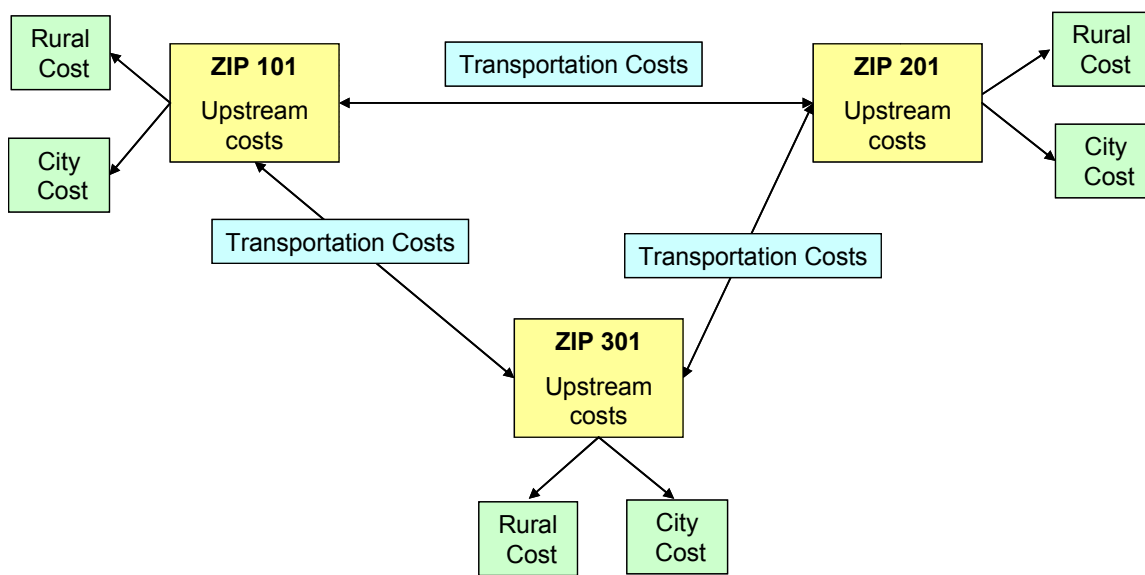 Rural
Cost
ZIP 101
Upstream
costs
City
Cost
Transportation Costs
ZIP 201
Upstream
costs
Rural
Cost
City
Cost
Transportation Costs
Transportation Costs
ZIP 301
Upstream
costs
Rural
Cost
City
Cost